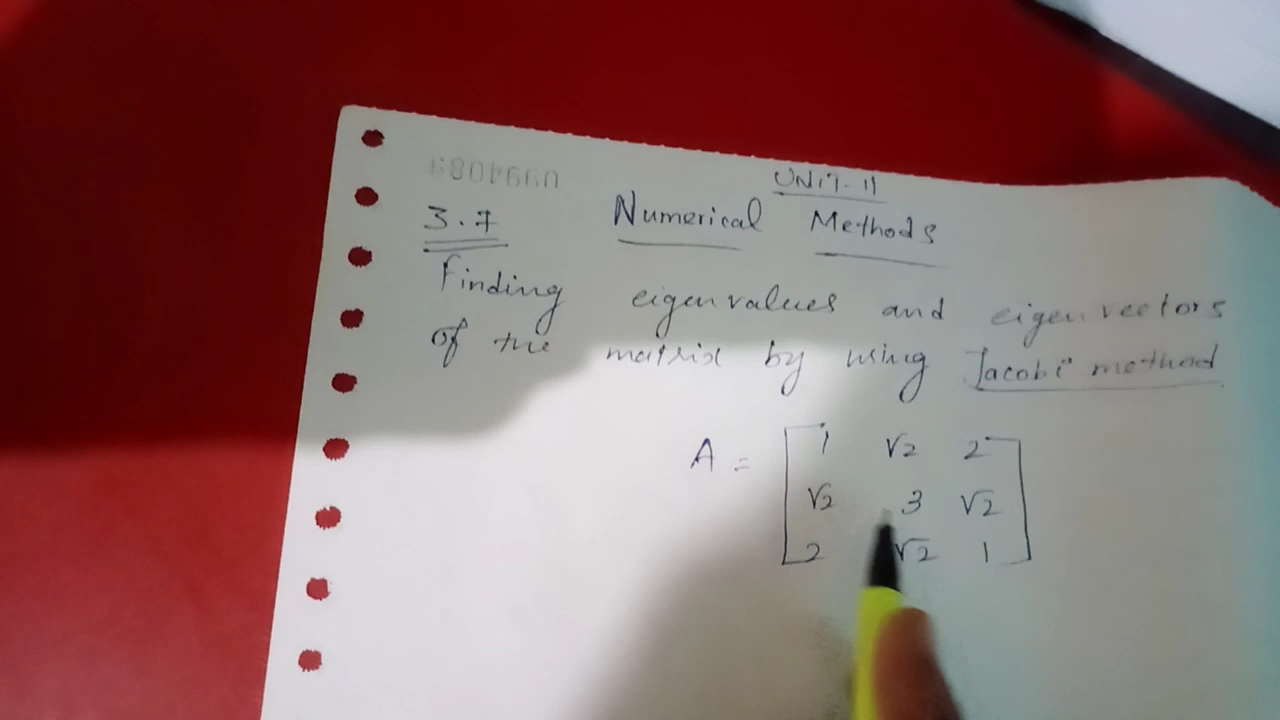 UNIT-11
3.7 Numerical Methods
Finding eigenvalues and eigenvectors
of the matrix by using Jacobi method
A = [ 1 √2 2
√2 3 √2
2 √2 1 ]